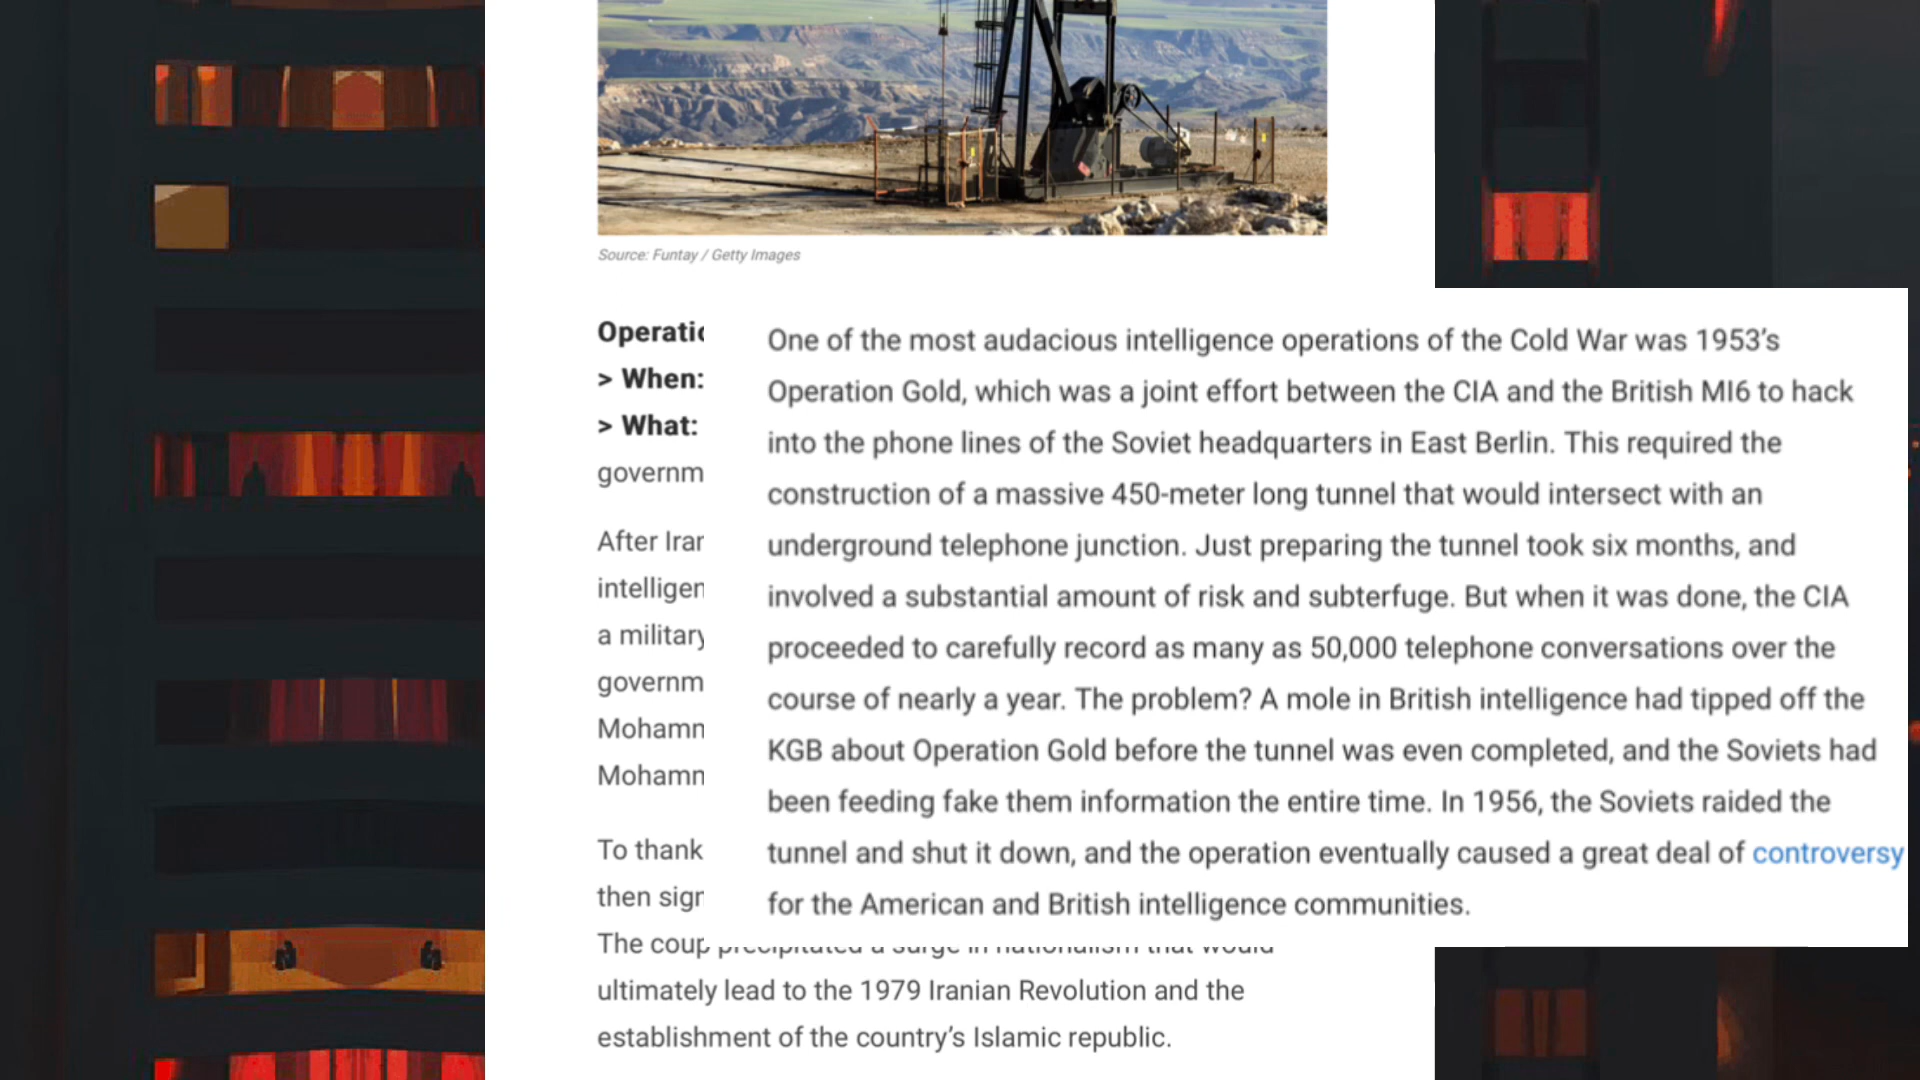 Source: Funtay / Getty Images
> When:
> What:
After
a military
To thank
then
The precipitated a surge in nationalism that would
ultimately lead to the 1979 Iranian Revolution and the
establishment of the country's Islamic republic.
One of the most audacious intelligence operations of the Cold War was 1953's
Operation Gold, which was a joint effort between the CIA and the British MI6 to hack
into the phone lines of the Soviet headquarters in East Berlin. This required the
construction of a massive 450-meter long tunnel that would intersect with an
underground telephone junction. Just preparing the tunnel took six months, and
involved a substantial amount of risk and subterfuge. But when it was done, the CIA
proceeded to carefully record as many as 50,000 telephone conversations over the
course of nearly a year. The problem? A mole in British intelligence had tipped off the
KGB about Operation Gold before the tunnel was even completed, and the Soviets had
been feeding fake them information the entire time. In 1956, the Soviets raided the
tunnel and shut it down, and the operation eventually caused a great deal of controversy
for the American and British intelligence communities.